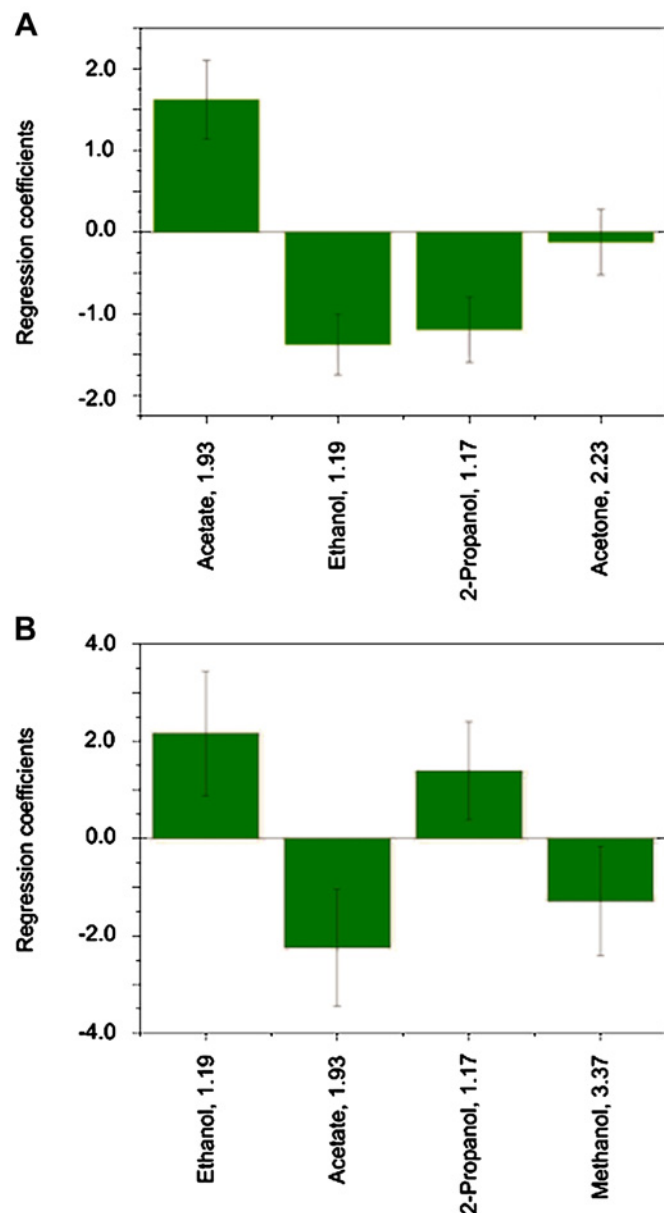 A
Regression coefficients
2.0
1.0
0.0
-1.0
-2.0
Acetate, 1.93
Ethanol, 1.19
2-Propanol, 1.17
Acetone, 2.23
B
Regression coefficients
4.0
2.0
0.0
-2.0
-4.0
Ethanol, 1.19
Acetate, 1.93
2-Propanol, 1.17
Methanol, 3.37